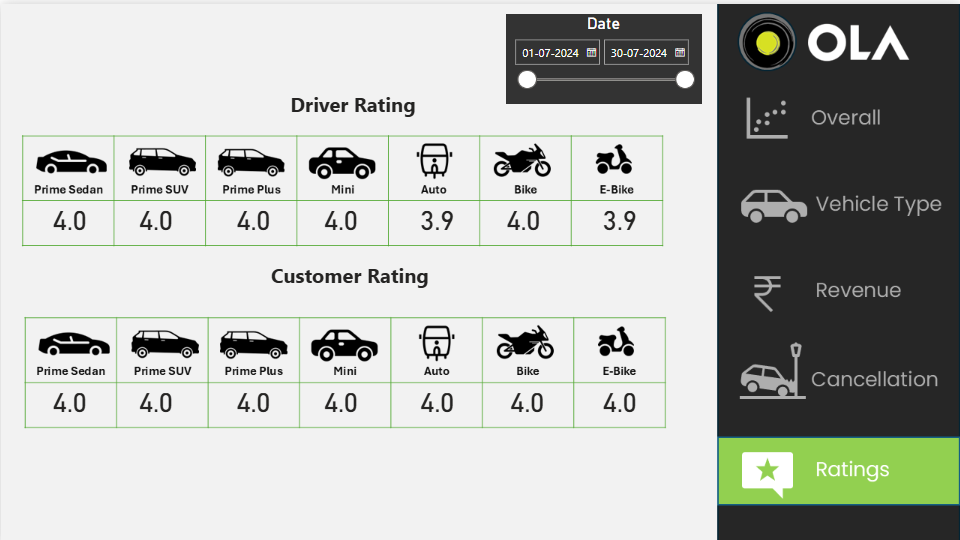 Date
01-07-2024 30-07-2024
OLA
Driver Rating
Prime Sedan Prime SUV Prime Plus Mini Auto Bike E-Bike
4.0 4.0 4.0 4.0 3.9 4.0 3.9
Customer Rating
Prime Sedan Prime SUV Prime Plus Mini Auto Bike E-Bike
4.0 4.0 4.0 4.0 4.0 4.0 4.0
Overall
Vehicle Type
Revenue
Cancellation
Ratings